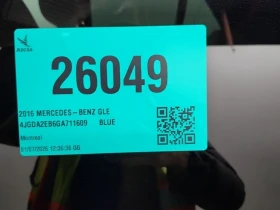 26049
2016 MERCEDES-BENZ GLE
4JGDA2EB6GA711609 BLUE